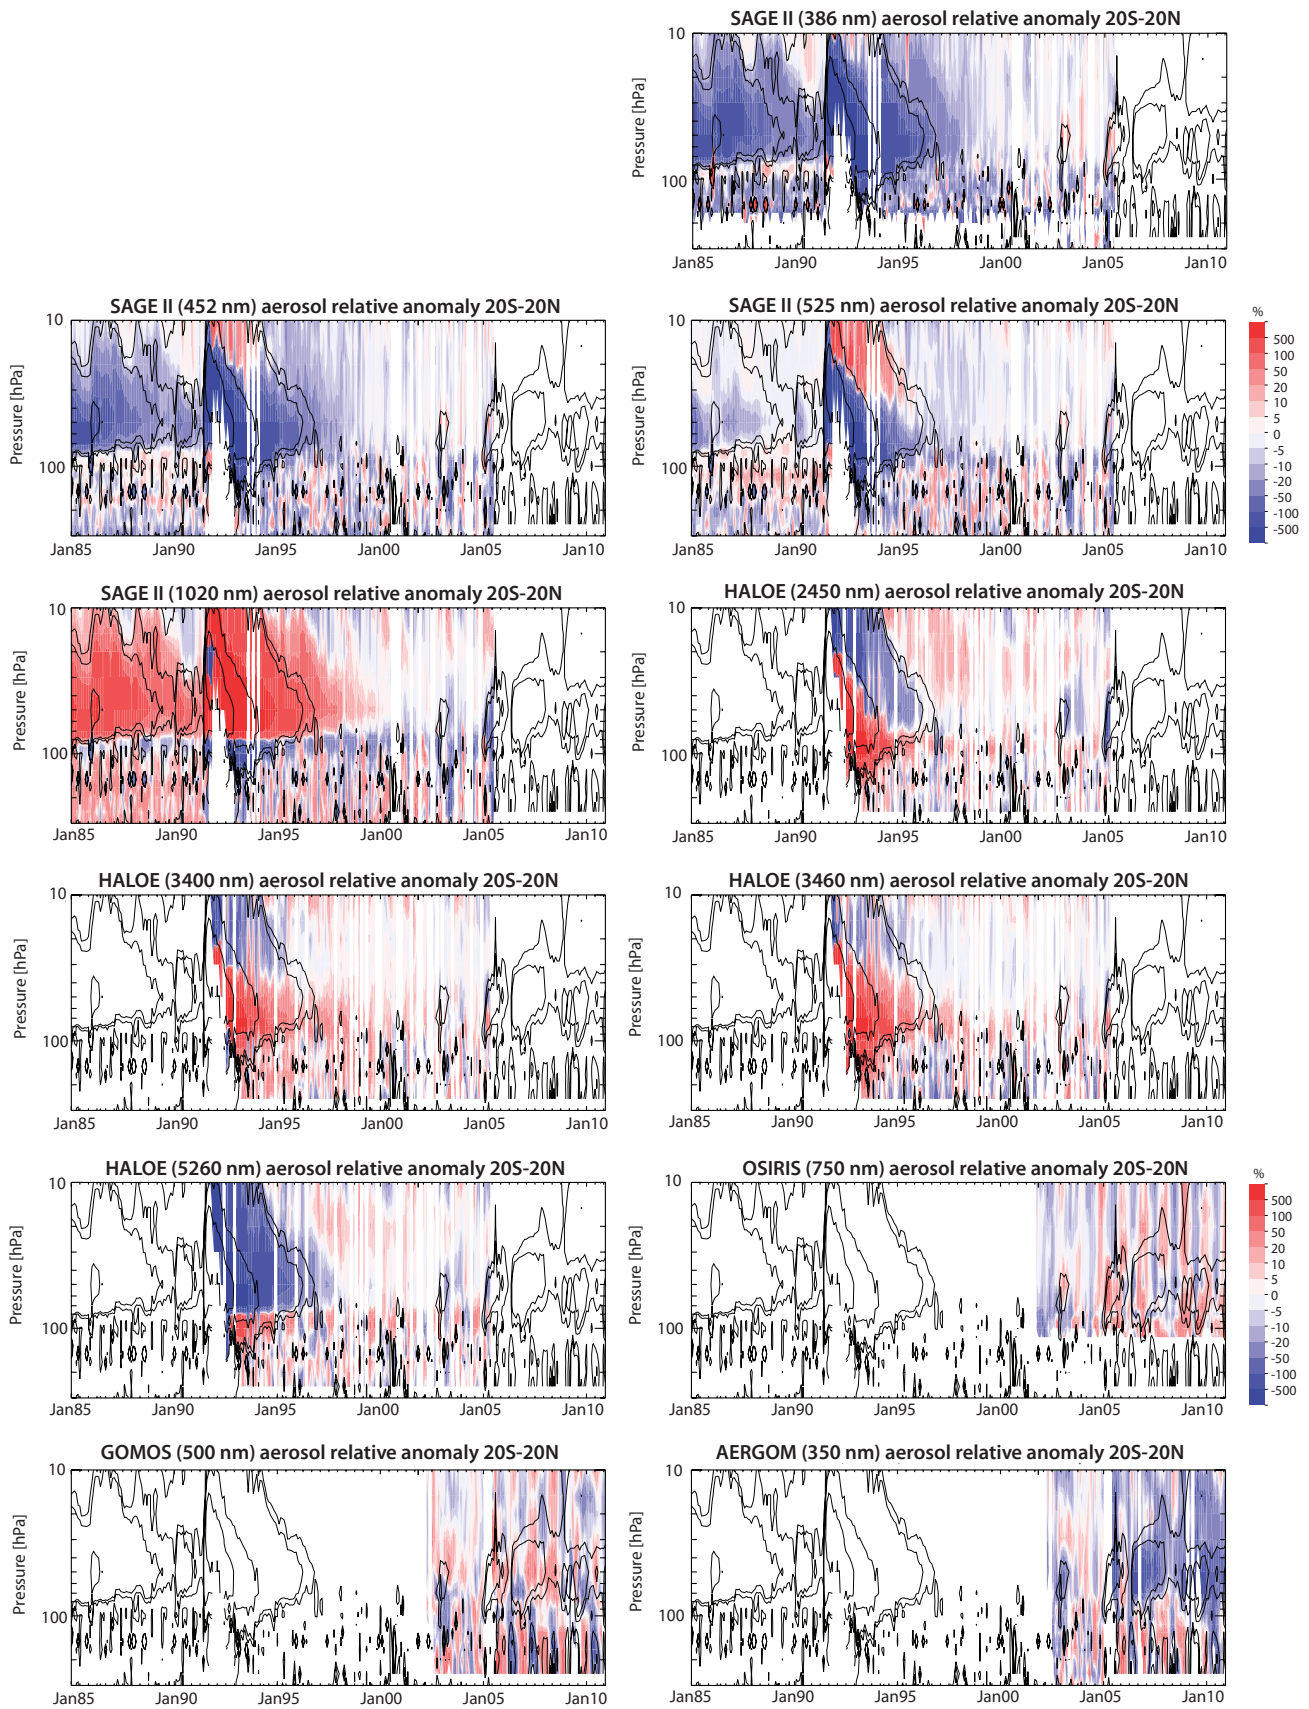 SAGE II (386 nm) aerosol relative anomaly 20S-20N
10
100
Pressure [hPa]
Jan85 Jan90 Jan95 Jan00 Jan05 Jan10
SAGE II (452 nm) aerosol relative anomaly 20S-20N
10
100
Pressure [hPa]
Jan85 Jan90 Jan95 Jan00 Jan05 Jan10
SAGE II (525 nm) aerosol relative anomaly 20S-20N
10
100
Pressure [hPa]
Jan85 Jan90 Jan95 Jan00 Jan05 Jan10
%
500
100
50
20
10
5
0
-5
-10
-20
-50
-100
-500
SAGE II (1020 nm) aerosol relative anomaly 20S-20N
10
100
Pressure [hPa]
Jan85 Jan90 Jan95 Jan00 Jan05 Jan10
HALOE (2450 nm) aerosol relative anomaly 20S-20N
10
100
Pressure [hPa]
Jan85 Jan90 Jan95 Jan00 Jan05 Jan10
HALOE (3400 nm) aerosol relative anomaly 20S-20N
10
100
Pressure [hPa]
Jan85 Jan90 Jan95 Jan00 Jan05 Jan10
HALOE (3460 nm) aerosol relative anomaly 20S-20N
10
100
Pressure [hPa]
Jan85 Jan90 Jan95 Jan00 Jan05 Jan10
HALOE (5260 nm) aerosol relative anomaly 20S-20N
10
100
Pressure [hPa]
Jan85 Jan90 Jan95 Jan00 Jan05 Jan10
OSIRIS (750 nm) aerosol relative anomaly 20S-20N
10
100
Pressure [hPa]
Jan85 Jan90 Jan95 Jan00 Jan05 Jan10
%
500
100
50
20
10
5
0
-5
-10
-20
-50
-100
-500
GOMOS (500 nm) aerosol relative anomaly 20S-20N
10
100
Pressure [hPa]
Jan85 Jan90 Jan95 Jan00 Jan05 Jan10
AERGOM (350 nm) aerosol relative anomaly 20S-20N
10
100
Pressure [hPa]
Jan85 Jan90 Jan95 Jan00 Jan05 Jan10